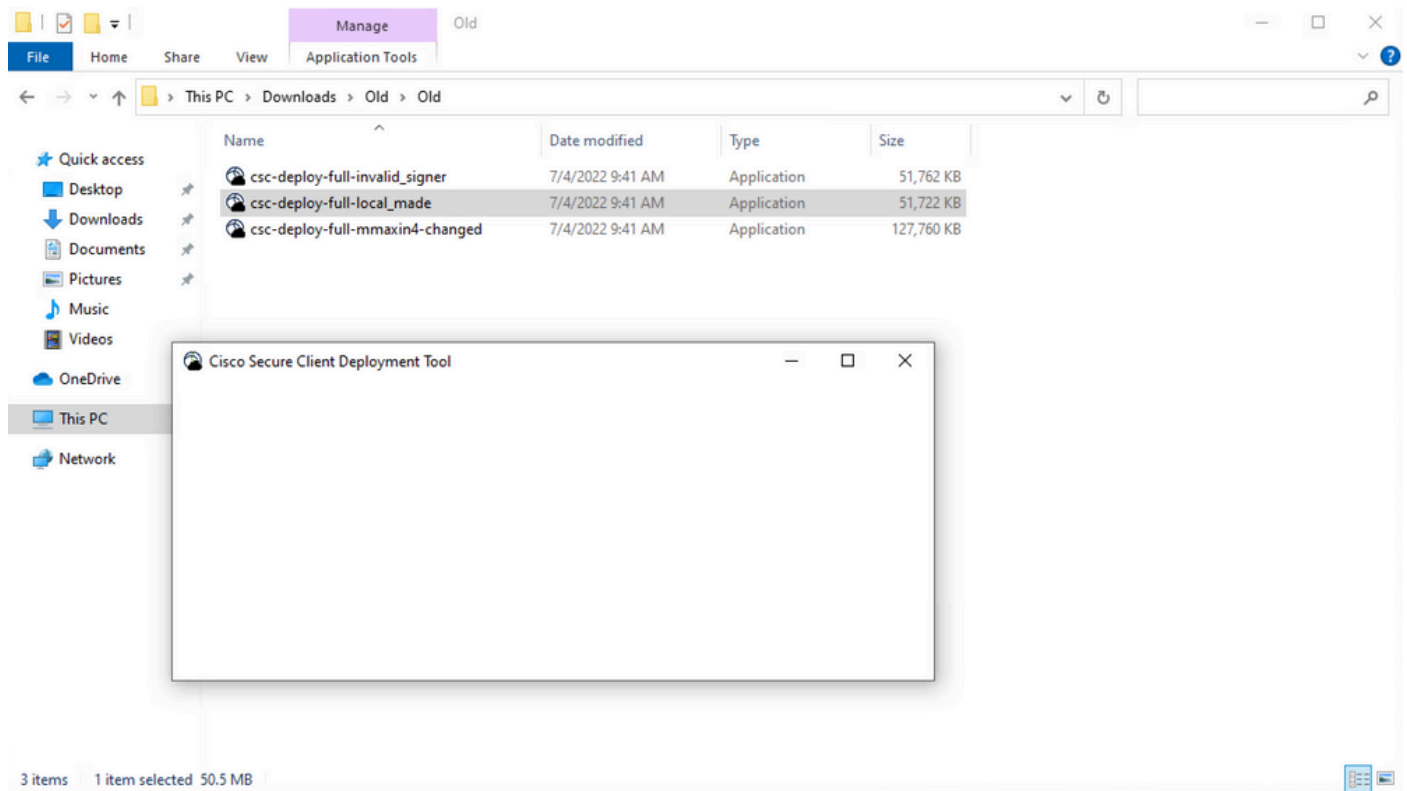 Manage Old
File Home Share View Application Tools
This PC > Downloads > Old > Old
Name Date modified Type Size
Quick access
Desktop
Downloads
Documents
Pictures
Music
Videos
OneDrive
This PC
Network
csc-deploy-full-invalid_signer 7/4/2022 9:41 AM Application 51,762 KB
csc-deploy-full-local_made 7/4/2022 9:41 AM Application 51,722 KB
csc-deploy-full-mmaxin4-changed 7/4/2022 9:41 AM Application 127,760 KB
Cisco Secure Client Deployment Tool
3 items 1 item selected 50.5 MB